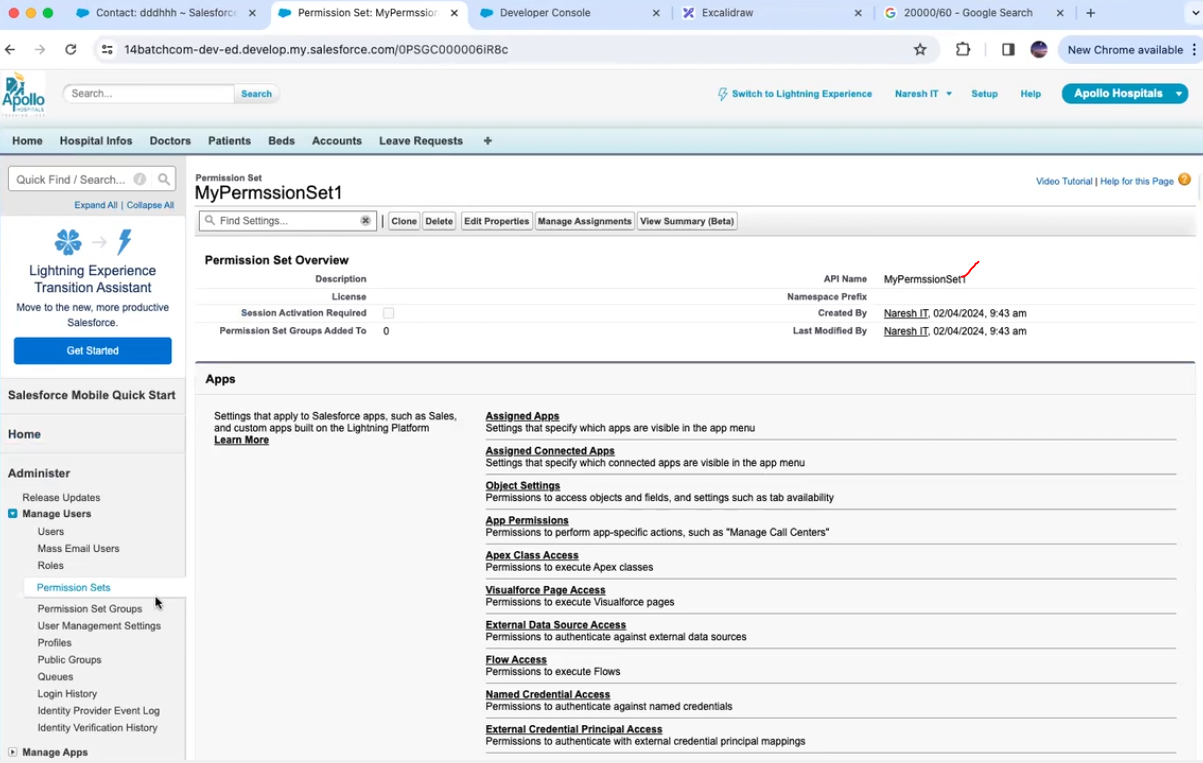 Contact: dddhhh ~ Salesforc
Permission Set: MyPermssion
Developer Console
Excalidraw
20000/60 - Google Search
14batchcom-dev-ed.develop.my.salesforce.com/0PSGC000006iR8c
New Chrome available
Apollo
HOSPITALS
Search...
Search
Switch to Lightning Experience
Naresh IT
Setup
Help
Apollo Hospitals
Home
Hospital Infos
Doctors
Patients
Beds
Accounts
Leave Requests
+
Quick Find / Search...
Expand All | Collapse All
Lightning Experience
Transition Assistant
Move to the new, more productive
Salesforce.
Get Started
Salesforce Mobile Quick Start
Home
Administer
Release Updates
Manage Users
Users
Mass Email Users
Roles
Permission Sets
Permission Set Groups
User Management Settings
Profiles
Public Groups
Queues
Login History
Identity Provider Event Log
Identity Verification History
Manage Apps
Permission Set
MyPermssionSet1
Video Tutorial | Help for this Page
Find Settings...
Clone
Delete
Edit Properties
Manage Assignments
View Summary (Beta)
Permission Set Overview
Description
API Name MyPermssionSet1
License
Namespace Prefix
Session Activation Required
Created By Naresh IT, 02/04/2024, 9:43 am
Permission Set Groups Added To 0
Last Modified By Naresh IT, 02/04/2024, 9:43 am
Apps
Settings that apply to Salesforce apps, such as Sales,
and custom apps built on the Lightning Platform
Learn More
Assigned Apps
Settings that specify which apps are visible in the app menu
Assigned Connected Apps
Settings that specify which connected apps are visible in the app menu
Object Settings
Permissions to access objects and fields, and settings such as tab availability
App Permissions
Permissions to perform app-specific actions, such as "Manage Call Centers"
Apex Class Access
Permissions to execute Apex classes
Visualforce Page Access
Permissions to execute Visualforce pages
External Data Source Access
Permissions to authenticate against external data sources
Flow Access
Permissions to execute Flows
Named Credential Access
Permissions to authenticate against named credentials
External Credential Principal Access
Permissions to authenticate with external credential principal mappings